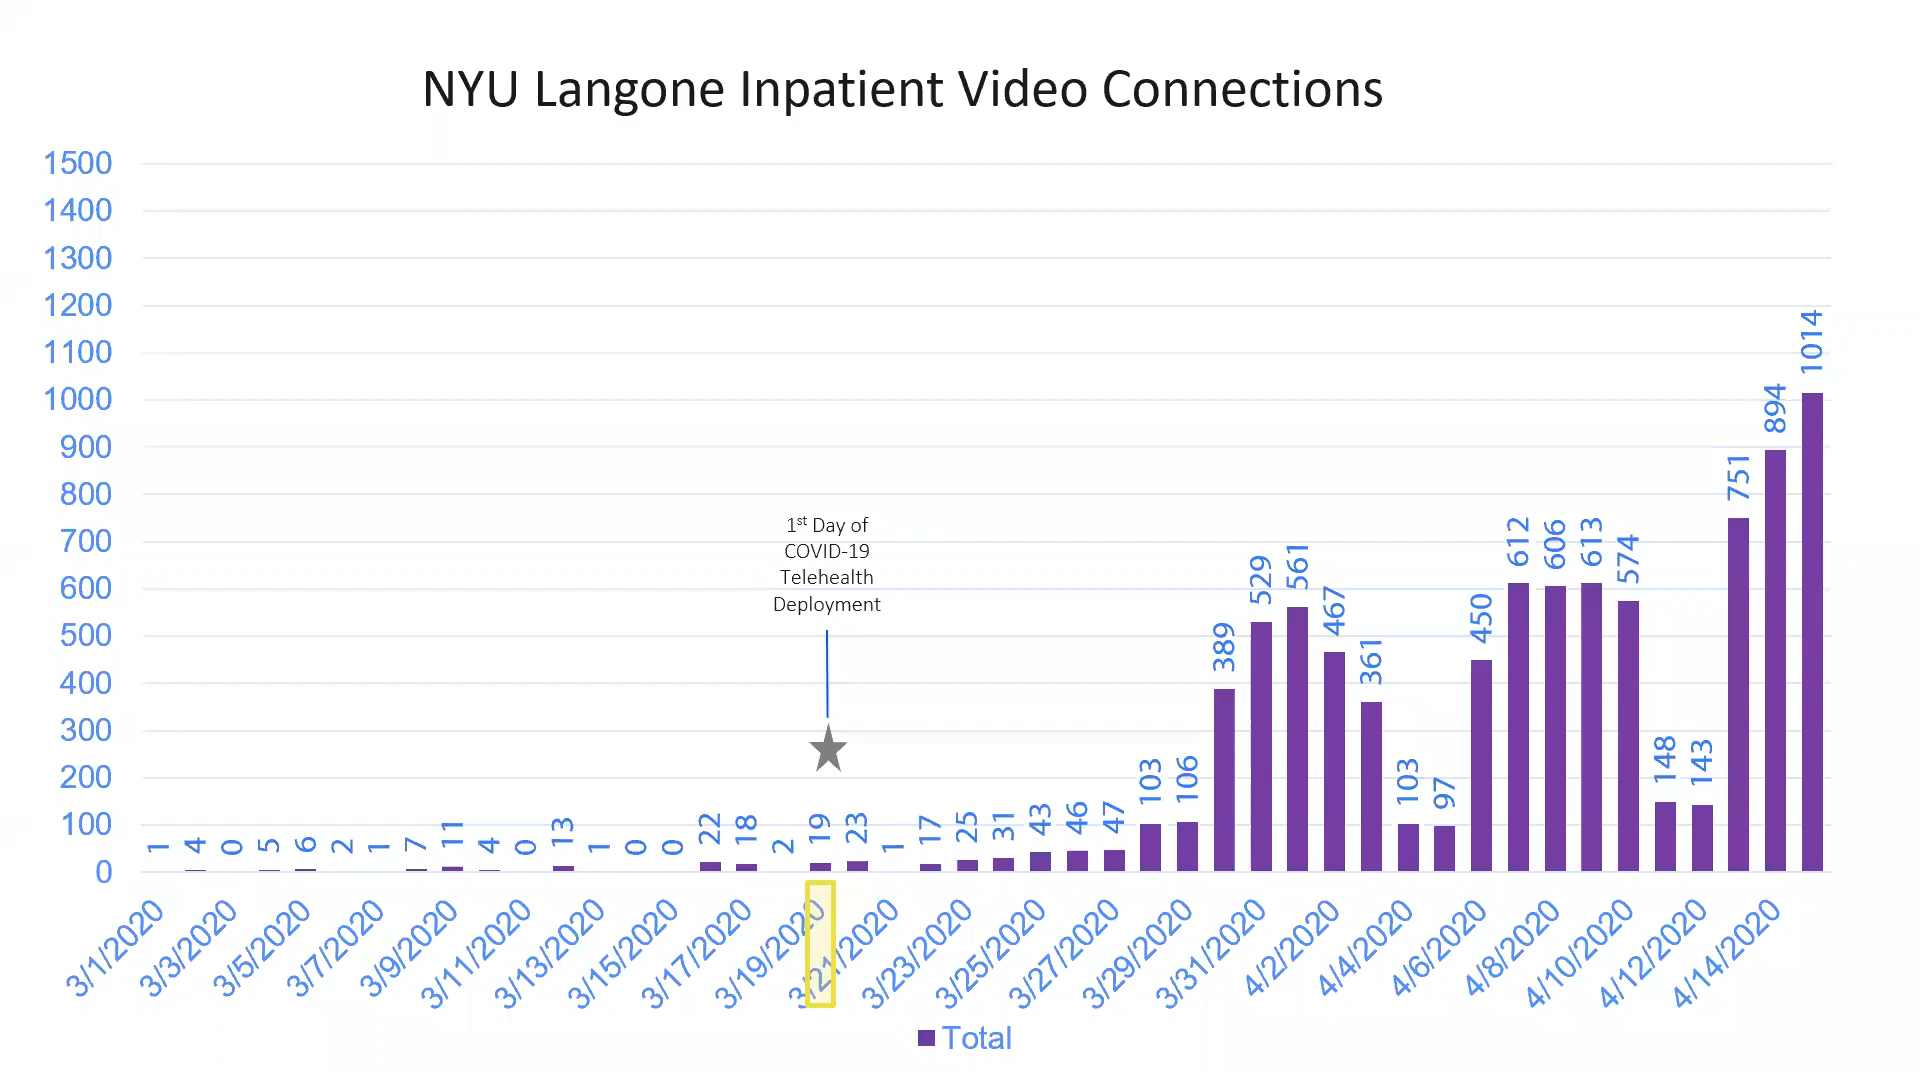 NYU Langone Inpatient Video Connections
1500
1400
1300
1200
1100
1000
900
800
700
600
500
400
300
200
100
0
1st Day of
COVID-19
Telehealth
Deployment
1 4 0 5 6 2 1 7 11 4 0 13 1 0 0 22 18 2 19 23 1 17 25 31 43 46 47 103 106 389 529 561 467 361 103 97 450 612 606 613 574 148 143 751 894 1014
3/1/2020 3/3/2020 3/5/2020 3/7/2020 3/9/2020 3/11/2020 3/13/2020 3/15/2020 3/17/2020 3/19/2020 3/21/2020 3/23/2020 3/25/2020 3/27/2020 3/29/2020 3/31/2020 4/2/2020 4/4/2020 4/6/2020 4/8/2020 4/10/2020 4/12/2020 4/14/2020
Total